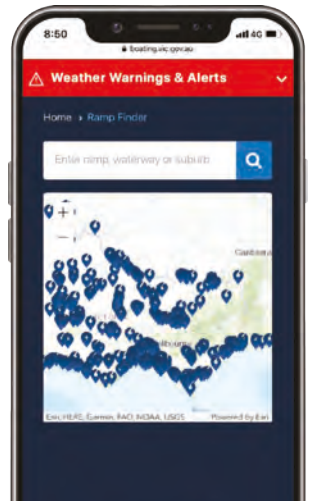 8:50
4G
boating.vic.gov.au
Weather Warnings & Alerts
Home › Ramp Finder
Enter ramp, waterway or suburb
+
−
Canberra
Esri, HERE, Garmin, FAO, NOAA, USGS Powered by Esri